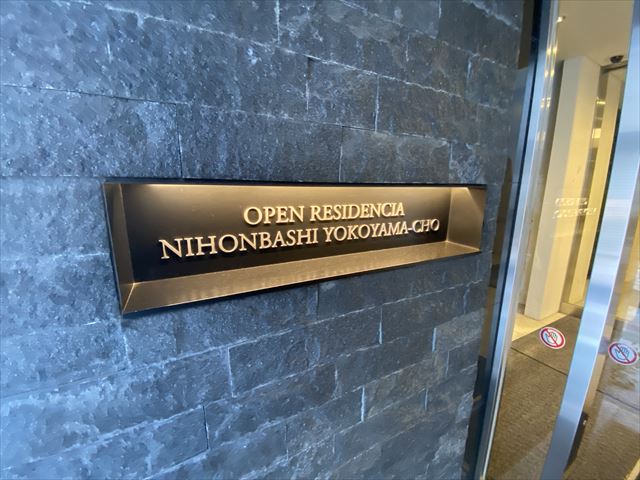 OPEN RESIDENCIA
NIHONBASHI YOKOYAMA-CHO